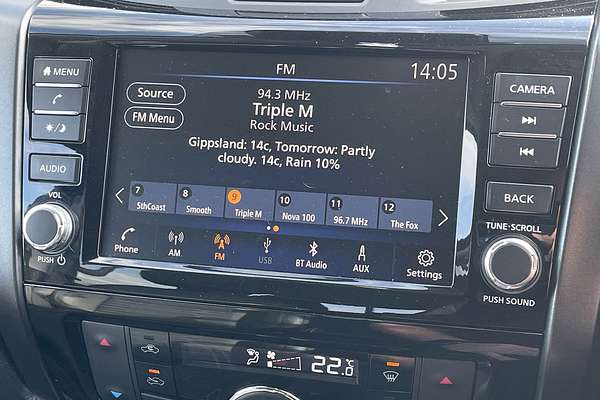 MENU
FM
14:05
CAMERA
Source
94.3 MHz
Triple M
Rock Music
FM Menu
Gippsland: 14c, Tomorrow: Partly
cloudy. 14c, Rain 10%
AUDIO
VOL
PUSH
7
8
9
10
11
12
SthCoast
Smooth
Triple M
Nova 100
96.7 MHz
The Fox
BACK
TUNE·SCROLL
PUSH SOUND
Phone
AM
FM
USB
BT Audio
AUX
Settings
22.0°C